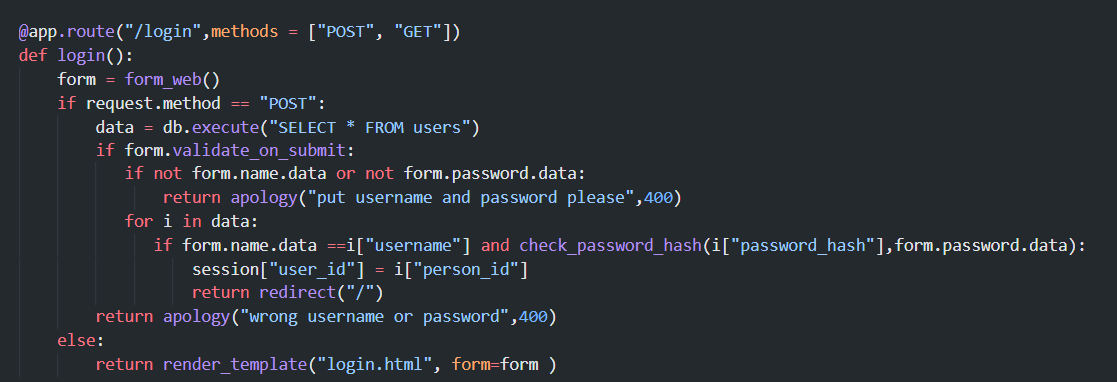 @app.route("/login",methods = ["POST", "GET"])
def login():
    form = form_web()
    if request.method == "POST":
        data = db.execute("SELECT * FROM users")
        if form.validate_on_submit:
           if not form.name.data or not form.password.data:
               return apology("put username and password please",400)
           for i in data:
              if form.name.data ==i["username"] and check_password_hash(i["password_hash"],form.password.data):
                  session["user_id"] = i["person_id"]
                  return redirect("/")
        return apology("wrong username or password",400)
    else:
        return render_template("login.html", form=form )